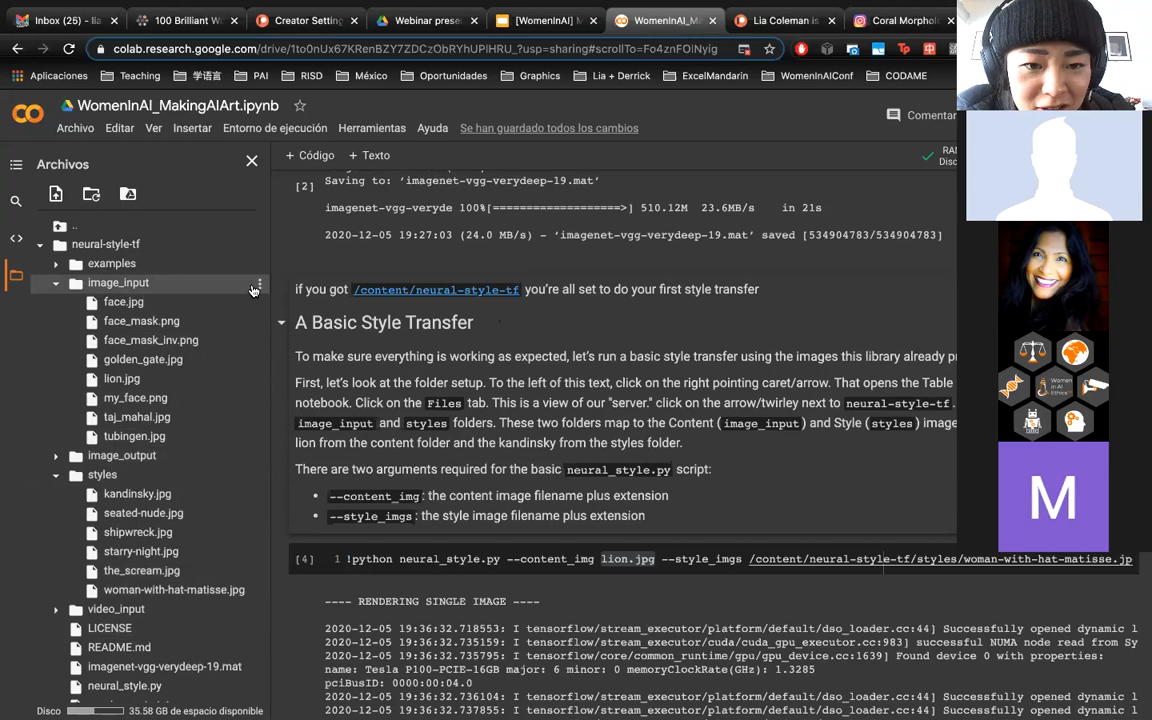 Inbox (25) - lia
100 Brilliant W
Creator Setting
Webinar prese
[WomenInAI] M
WomenInAI_Ma
Lia Coleman is
Coral Morpholo
colab.research.google.com/drive/1to0nUx67KRenBZY7ZDCzObRYhUPIHRU_?usp=sharing#scrollTo=Fo4znFOlNyig
Aplicaciones
Teaching
学语言
PAI
RISD
México
Oportunidades
Graphics
Lia + Derrick
ExcelMandarin
WomenInAIConf
CODAME
WomenInAI_MakingAIArt.ipynb
Archivo Editar Ver Insertar Entorno de ejecución Herramientas Ayuda Se han guardado todos los cambios
Comentar
Archivos
+ Código + Texto
RA
Disc
..
neural-style-tf
examples
image_input
face.jpg
face_mask.png
face_mask_inv.png
golden_gate.jpg
lion.jpg
my_face.png
taj_mahal.jpg
tubingen.jpg
image_output
styles
kandinsky.jpg
seated-nude.jpg
shipwreck.jpg
starry-night.jpg
the_scream.jpg
woman-with-hat-matisse.jpg
video_input
LICENSE
README.md
imagenet-vgg-verydeep-19.mat
neural_style.py
Disco 35.58 GB de espacio disponible
[2] Saving to: ‘imagenet-vgg-verydeep-19.mat’
imagenet-vgg-veryde 100%[===================>] 510.12M 23.6MB/s in 21s
2020-12-05 19:27:03 (24.0 MB/s) - ‘imagenet-vgg-verydeep-19.mat’ saved [534904783/534904783]
if you got /content/neural-style-tf you’re all set to do your first style transfer
A Basic Style Transfer
To make sure everything is working as expected, let’s run a basic style transfer using the images this library already p
First, let’s look at the folder setup. To the left of this text, click on the right pointing caret/arrow. That opens the Table
notebook. Click on the Files tab. This is a view of our "server." click on the arrow/twirley next to neural-style-tf.
image_input and styles folders. These two folders map to the Content (image_input) and Style (styles) image
lion from the content folder and the kandinsky from the styles folder.
There are two arguments required for the basic neural_style.py script:
• --content_img: the content image filename plus extension
• --style_imgs: the style image filename plus extension
[4] 1 !python neural_style.py --content_img lion.jpg --style_imgs /content/neural-style-tf/styles/woman-with-hat-matisse.jp
---- RENDERING SINGLE IMAGE ----
2020-12-05 19:36:32.718553: I tensorflow/stream_executor/platform/default/dso_loader.cc:44] Successfully opened dynamic l
2020-12-05 19:36:32.735159: I tensorflow/stream_executor/cuda/cuda_gpu_executor.cc:983] successful NUMA node read from Sy
2020-12-05 19:36:32.735509: I tensorflow/core/common_runtime/gpu/gpu_device.cc:1639] Found device 0 with properties:
name: Tesla P100-PCIE-16GB major: 6 minor: 0 memoryClockRate(GHz): 1.3285
pciBusID: 0000:00:04.0
2020-12-05 19:36:32.736104: I tensorflow/stream_executor/platform/default/dso_loader.cc:44] Successfully opened dynamic l
2020-12-05 19:36:32.737855: I tensorflow/stream_executor/platform/default/dso_loader.cc:44] Successfully opened dynamic l
Women in AI Ethics
M